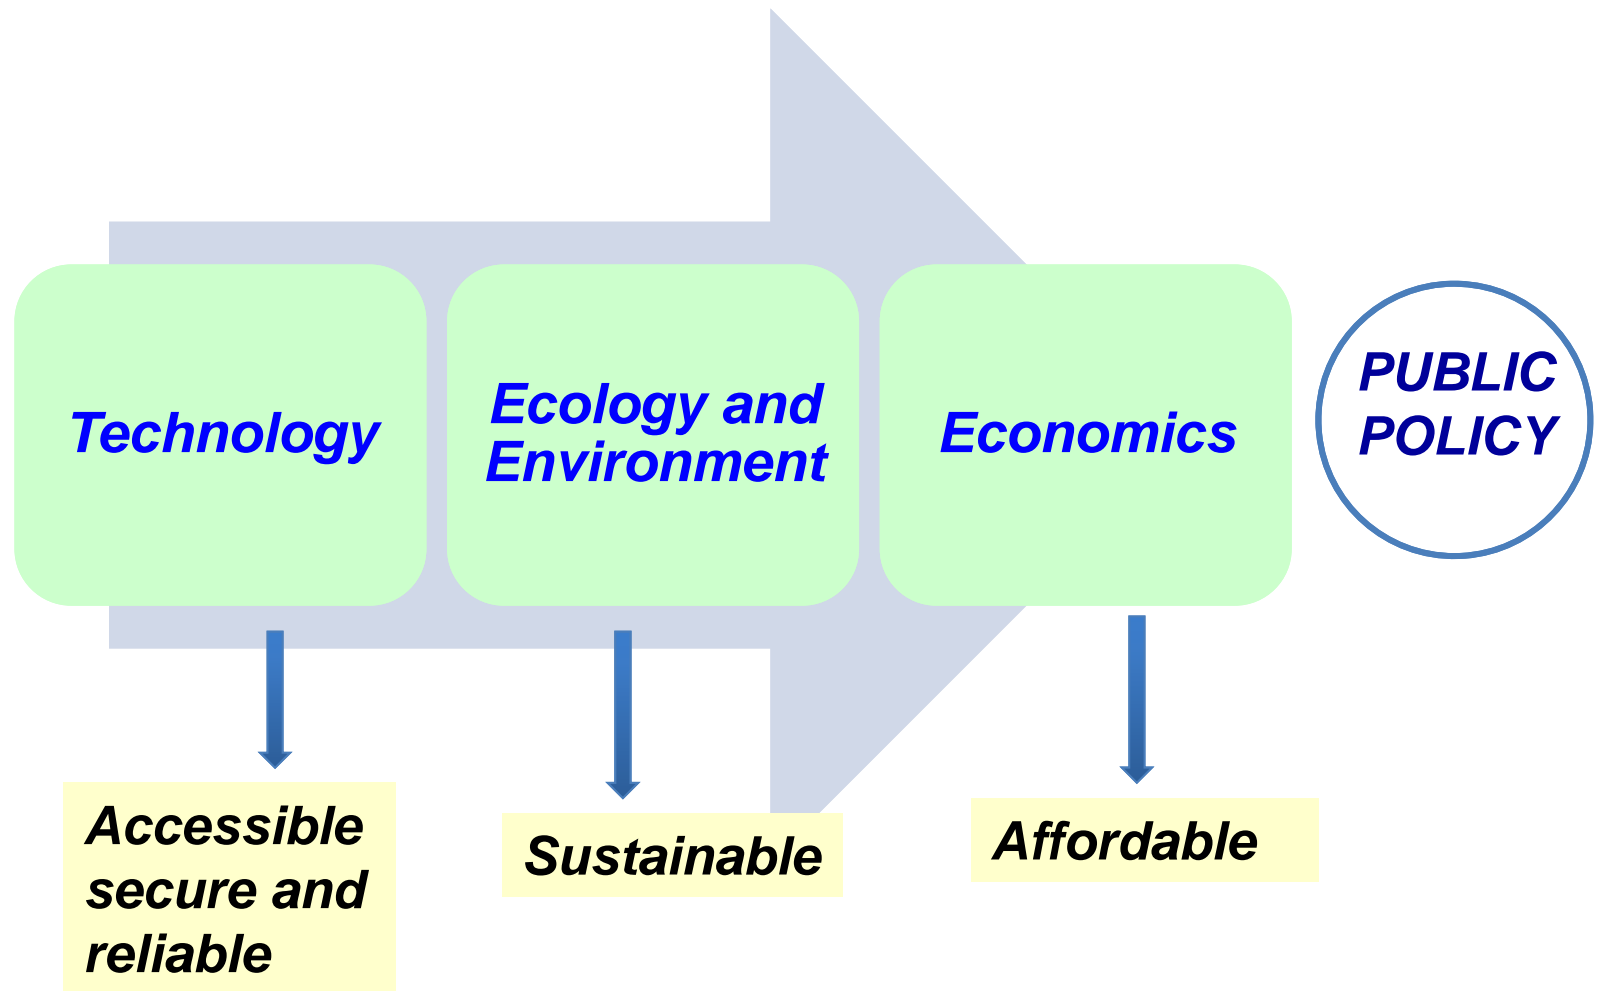 Technology
Ecology and
Environment
Economics
PUBLIC
POLICY
Accessible
secure and
reliable
Sustainable
Affordable